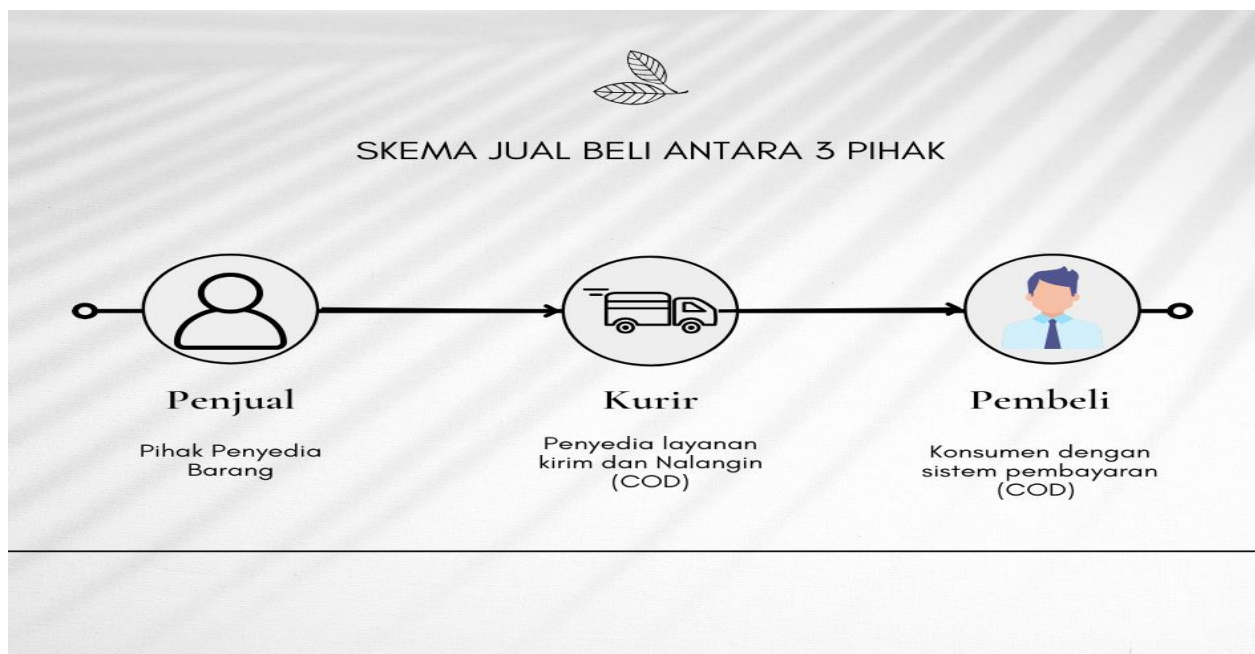 SKEMA JUAL BELI ANTARA 3 PIHAK
Penjual
Pihak Penyedia
Barang
Kurir
Penyedia layanan
kirim dan Nalangin
(COD)
Pembeli
Konsumen dengan
sistem pembayaran
(COD)